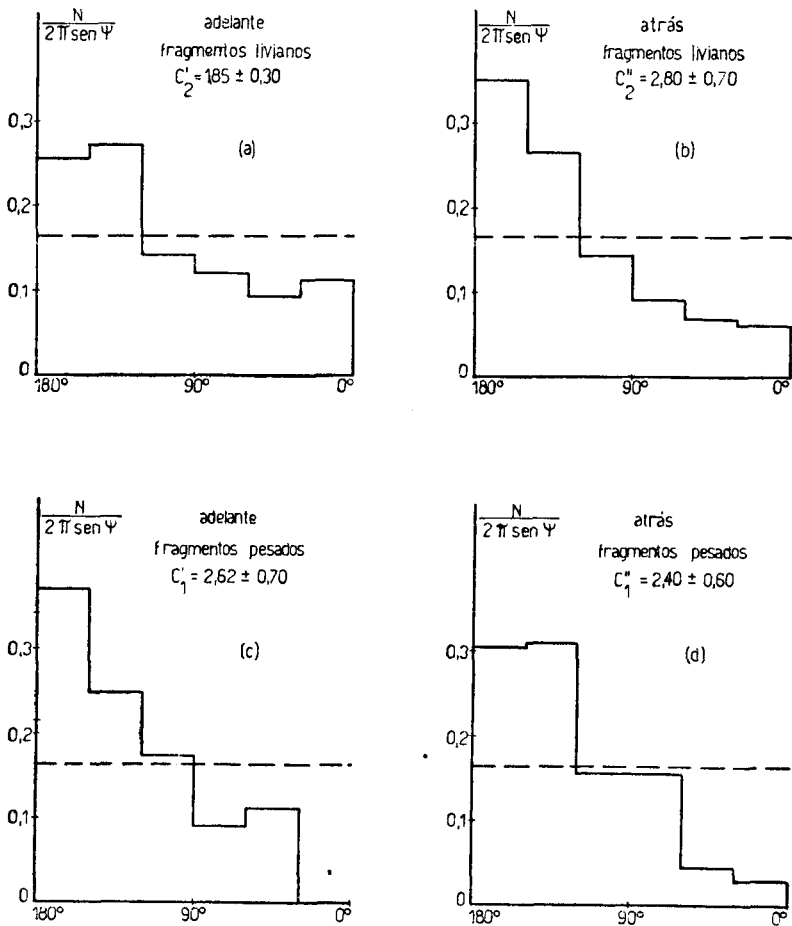 N
2 π sen Ψ
adelante
fragmentos livianos
C'2 = 1,85 ± 0,30
(a)
0,3
0,2
0,1
0
180°
90°
0°
N
2 π sen Ψ
atrás
fragmentos livianos
C''2 = 2,80 ± 0,70
(b)
0,3
0,2
0,1
0
180°
90°
0°
N
2 π sen Ψ
adelante
fragmentos pesados
C'1 = 2,62 ± 0,70
(c)
0,3
0,2
0,1
0
180°
90°
0°
N
2 π sen Ψ
atrás
fragmentos pesados
C''1 = 2,40 ± 0,60
(d)
0,3
0,2
0,1
0
180°
90°
0°